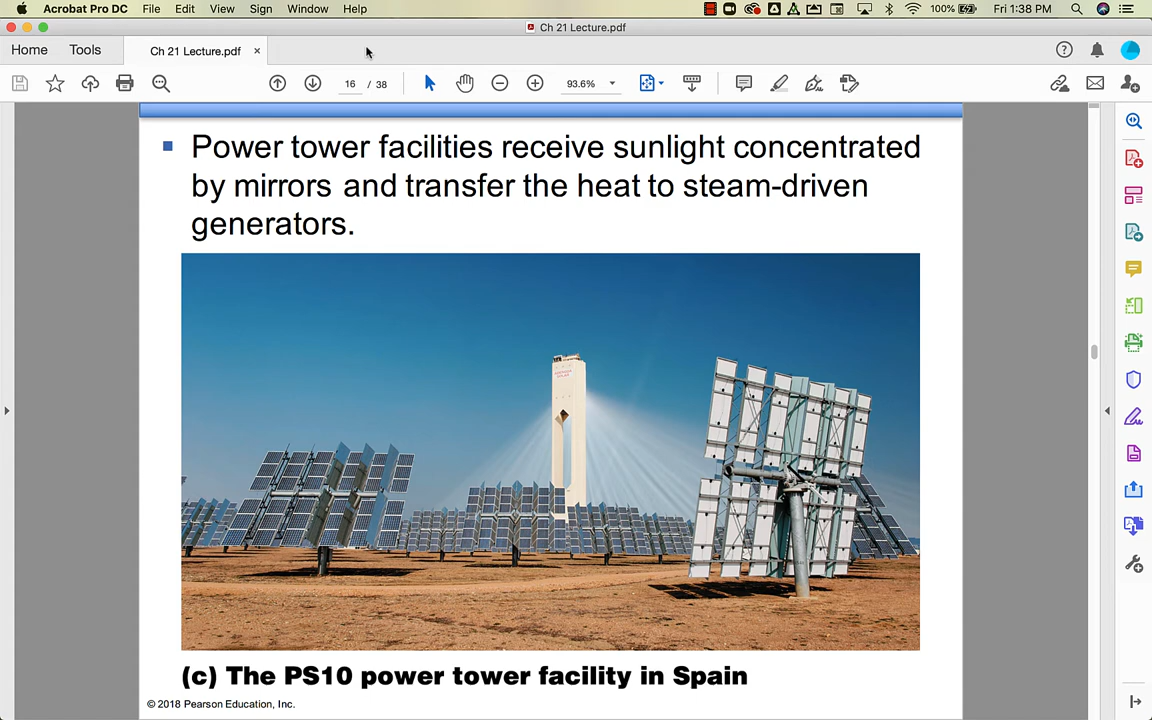 Acrobat Pro DC File Edit View Sign Window Help 100% Fri 1:38 PM
Ch 21 Lecture.pdf
Home Tools Ch 21 Lecture.pdf ×
16 / 38 93.6%
Power tower facilities receive sunlight concentrated
by mirrors and transfer the heat to steam-driven
generators.
SOLAR
(c) The PS10 power tower facility in Spain
© 2018 Pearson Education, Inc.